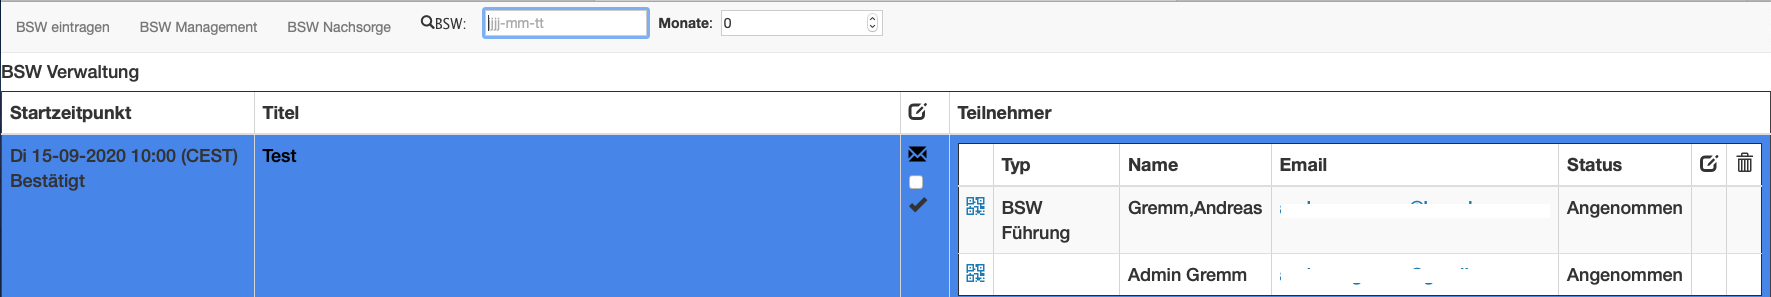 BSW eintragen BSW Management BSW Nachsorge BSW: jjjj-mm-tt Monate: 0
BSW Verwaltung
Startzeitpunkt Titel Teilnehmer
Di 15-09-2020 10:00 (CEST) Test
Bestätigt
Typ Name Email Status
BSW Gremm,Andreas Angenommen
Führung
Admin Gremm Angenommen